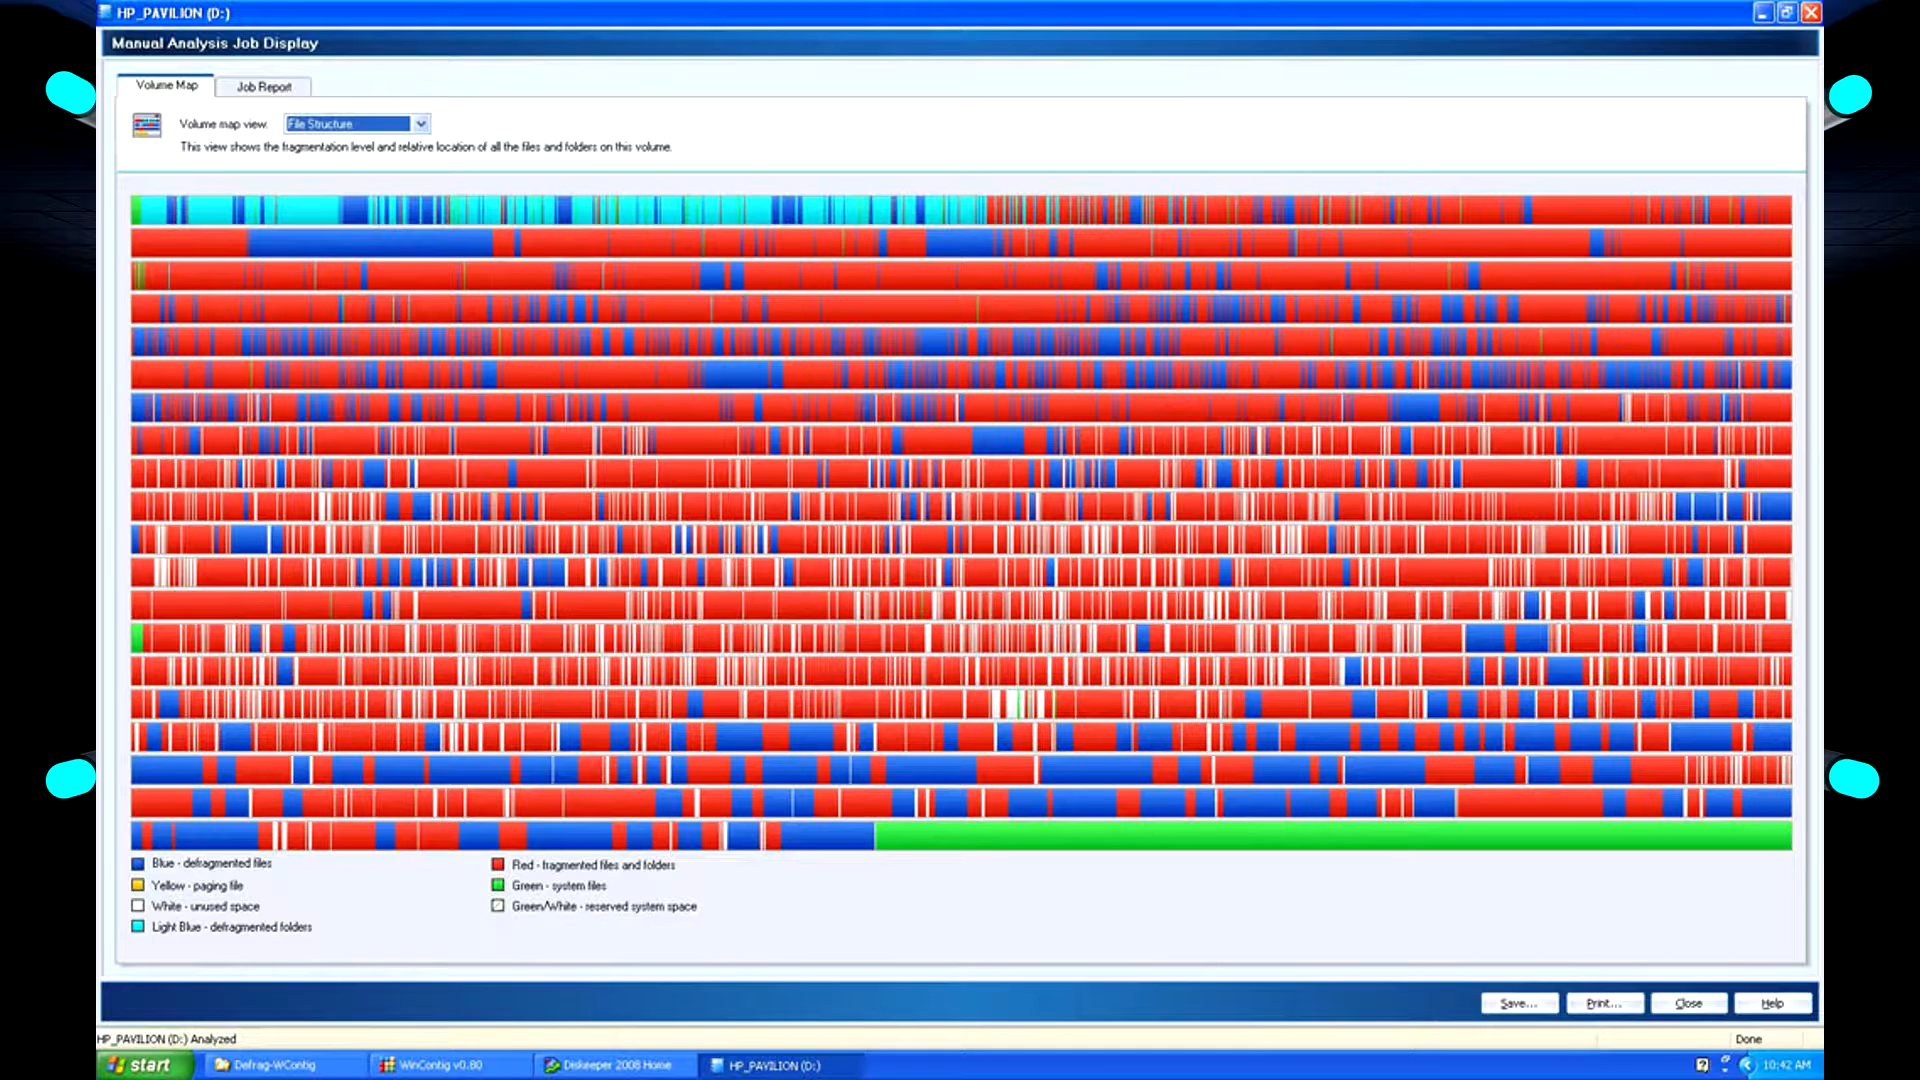 HP_PAVILION (D:)
Manual Analysis Job Display
Volume Map
Job Report
Volume map view:
File Structure
This view shows the fragmentation level and relative location of all the files and folders on this volume.
Blue - defragmented files
Red - fragmented files and folders
Yellow - paging file
Green - system files
White - unused space
Green/White - reserved system space
Light Blue - defragmented folders
Save...
Print...
Close
Help
HP_PAVILION (D:) Analyzed
Done
start
Defrag-WContig
WinContig v0.80
Diskeeper 2008 Home
HP_PAVILION (D:)
10:42 AM